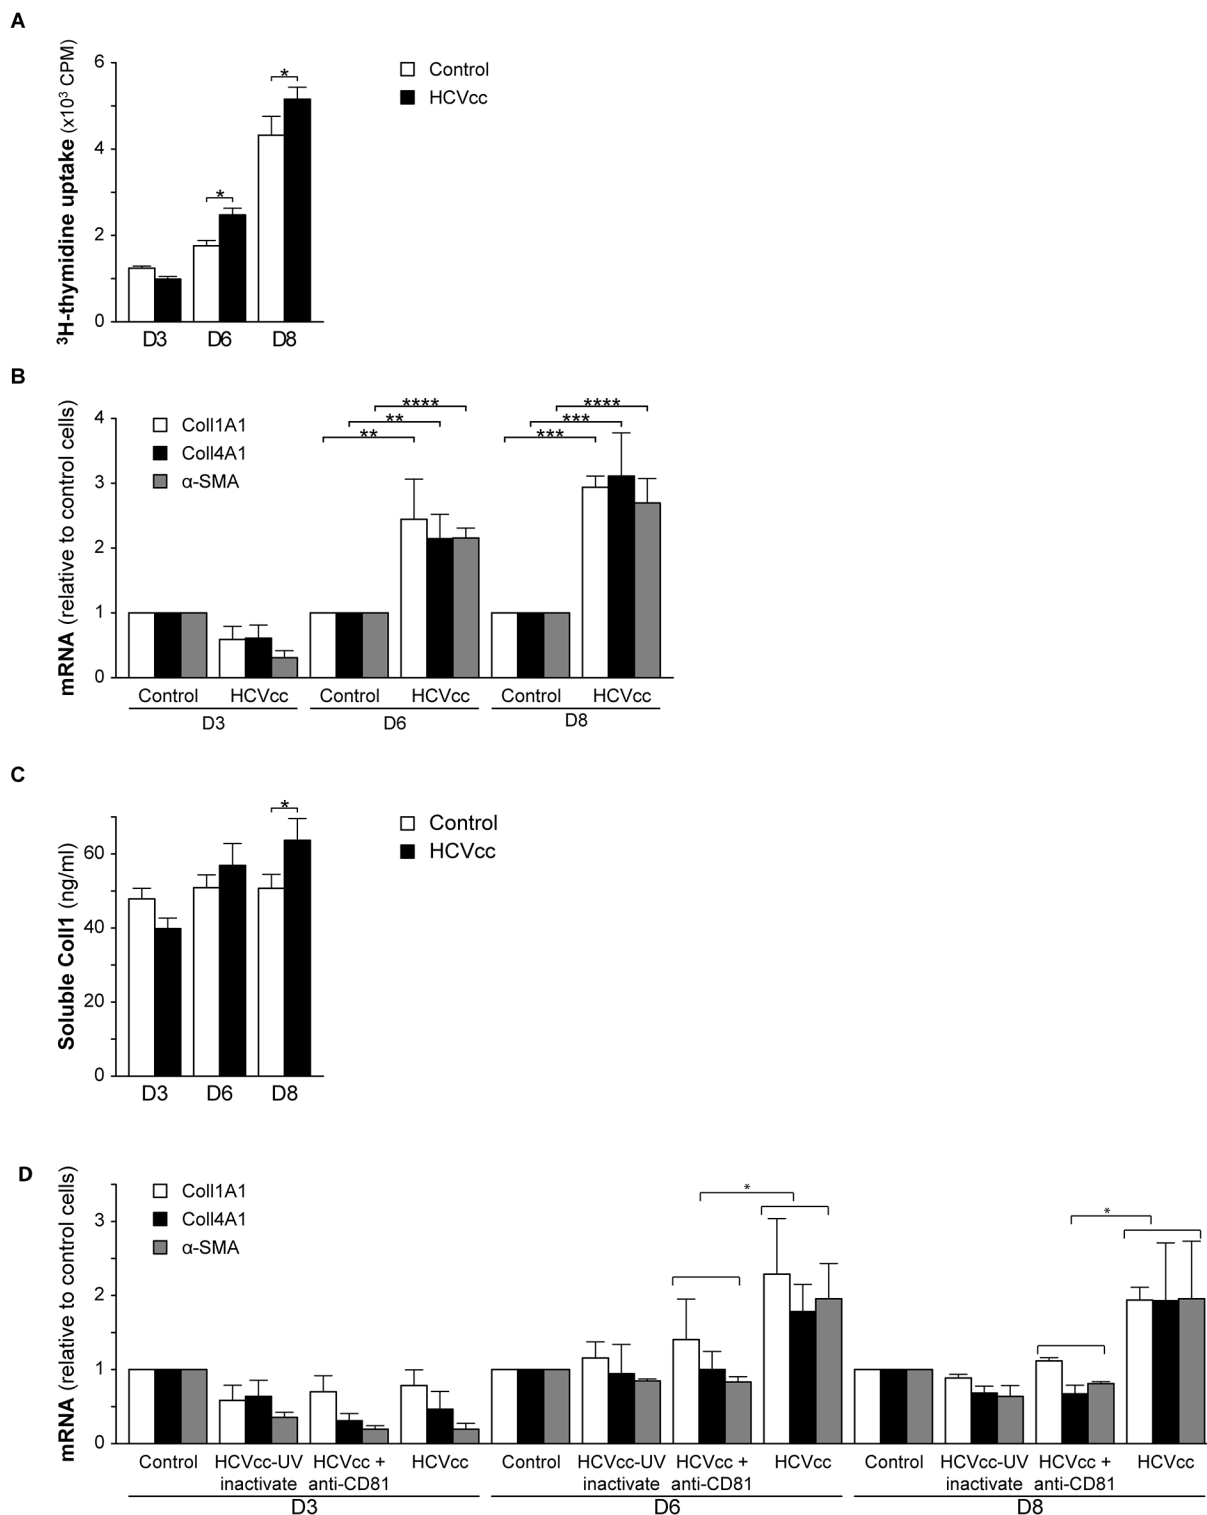 A
³H-thymidine uptake (x10³ CPM)
6
4
2
0
*
*
D3 D6 D8
Control
HCVcc
B
mRNA (relative to control cells)
4
3
2
1
0
Coll1A1
Coll4A1
α-SMA
**** ****
** ***
** ***
Control HCVcc Control HCVcc Control HCVcc
D3 D6 D8
C
Soluble Coll1 (ng/ml)
60
40
20
0
*
D3 D6 D8
Control
HCVcc
D
mRNA (relative to control cells)
3
2
1
0
Coll1A1
Coll4A1
α-SMA
*
*
Control HCVcc-UV HCVcc + HCVcc Control HCVcc-UV HCVcc + HCVcc Control HCVcc-UV HCVcc + HCVcc
inactivate anti-CD81 inactivate anti-CD81 inactivate anti-CD81
D3 D6 D8